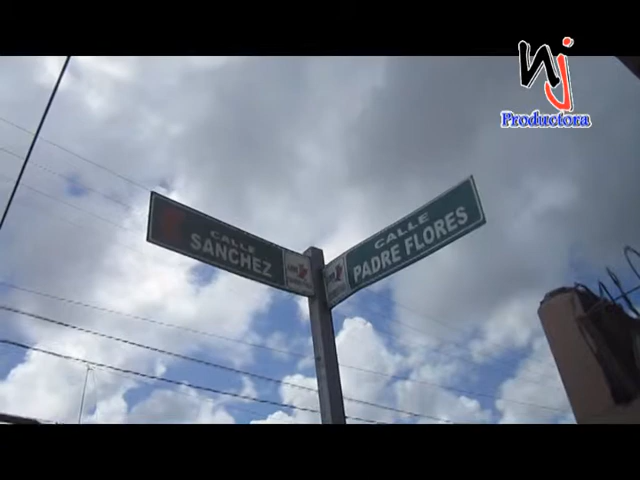 nj
Productora
CALLE
SANCHEZ
CALLE
PADRE FLORES